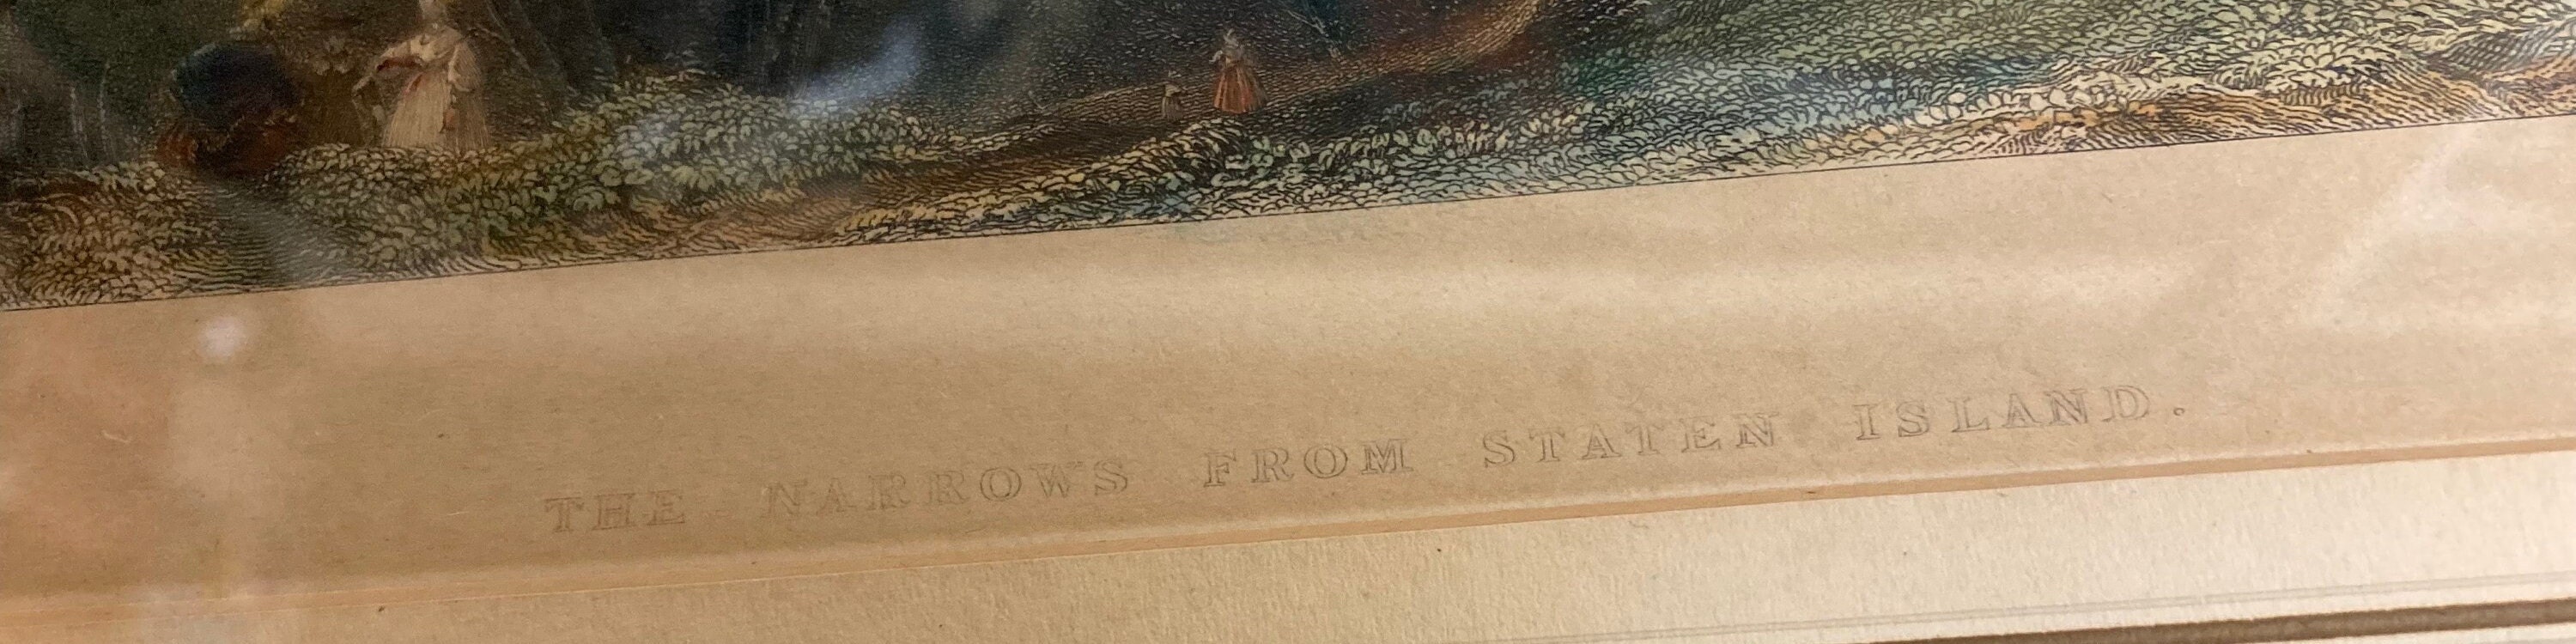 THE NARROWS FROM STATEN ISLAND.